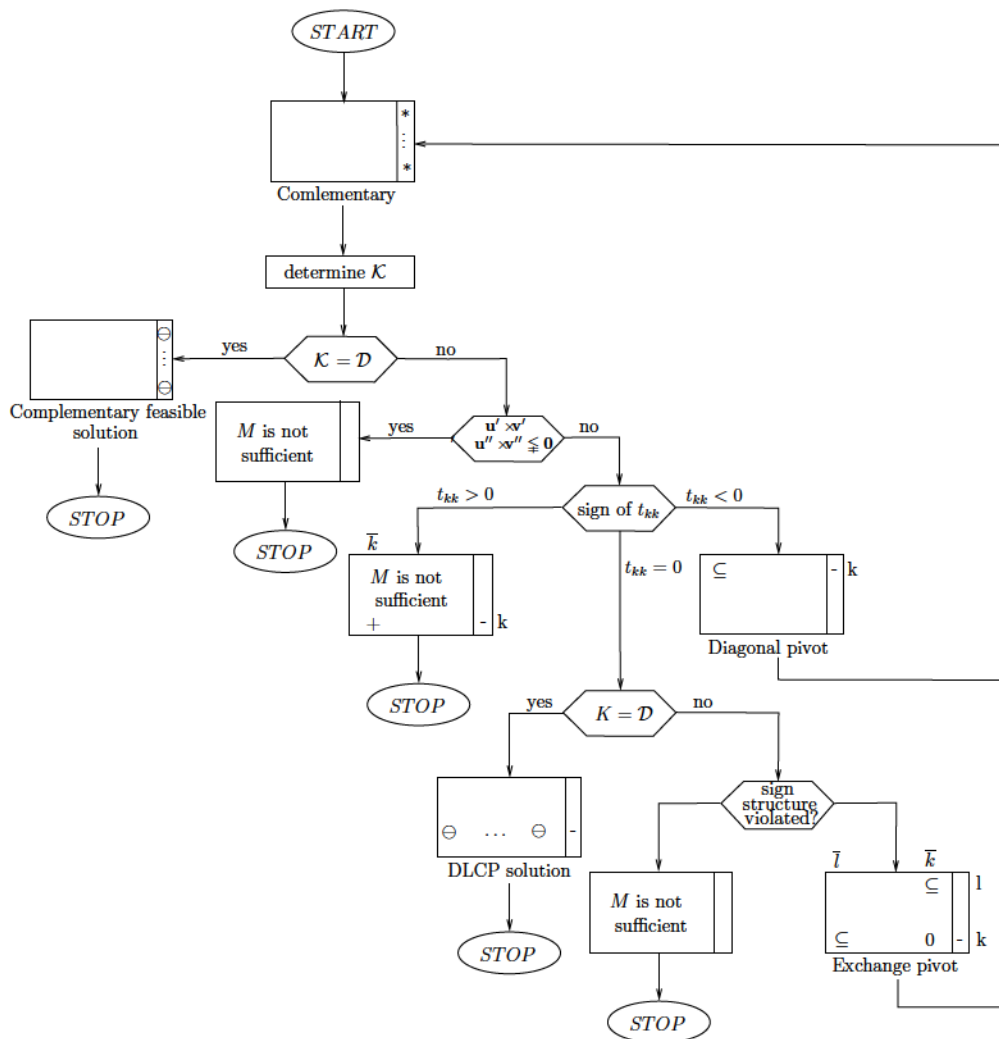 START
*
⋮
*
Comlementary
determine 𝒦
𝒦 = 𝒟
yes
no
⊖
⋮
⊖
Complementary feasible
solution
STOP
u′ ×v′
u″ ×v″ ≨ 0
yes
no
M is not
sufficient
STOP
sign of t_kk
t_kk > 0
t_kk < 0
t_kk = 0
k̅
M is not
sufficient
+ - k
STOP
⊆ - k
Diagonal pivot
K = 𝒟
yes
no
⊖ … ⊖ -
DLCP solution
STOP
sign
structure
violated?
M is not
sufficient
STOP
l̅ k̅
⊆ l
⊆ 0 - k
Exchange pivot